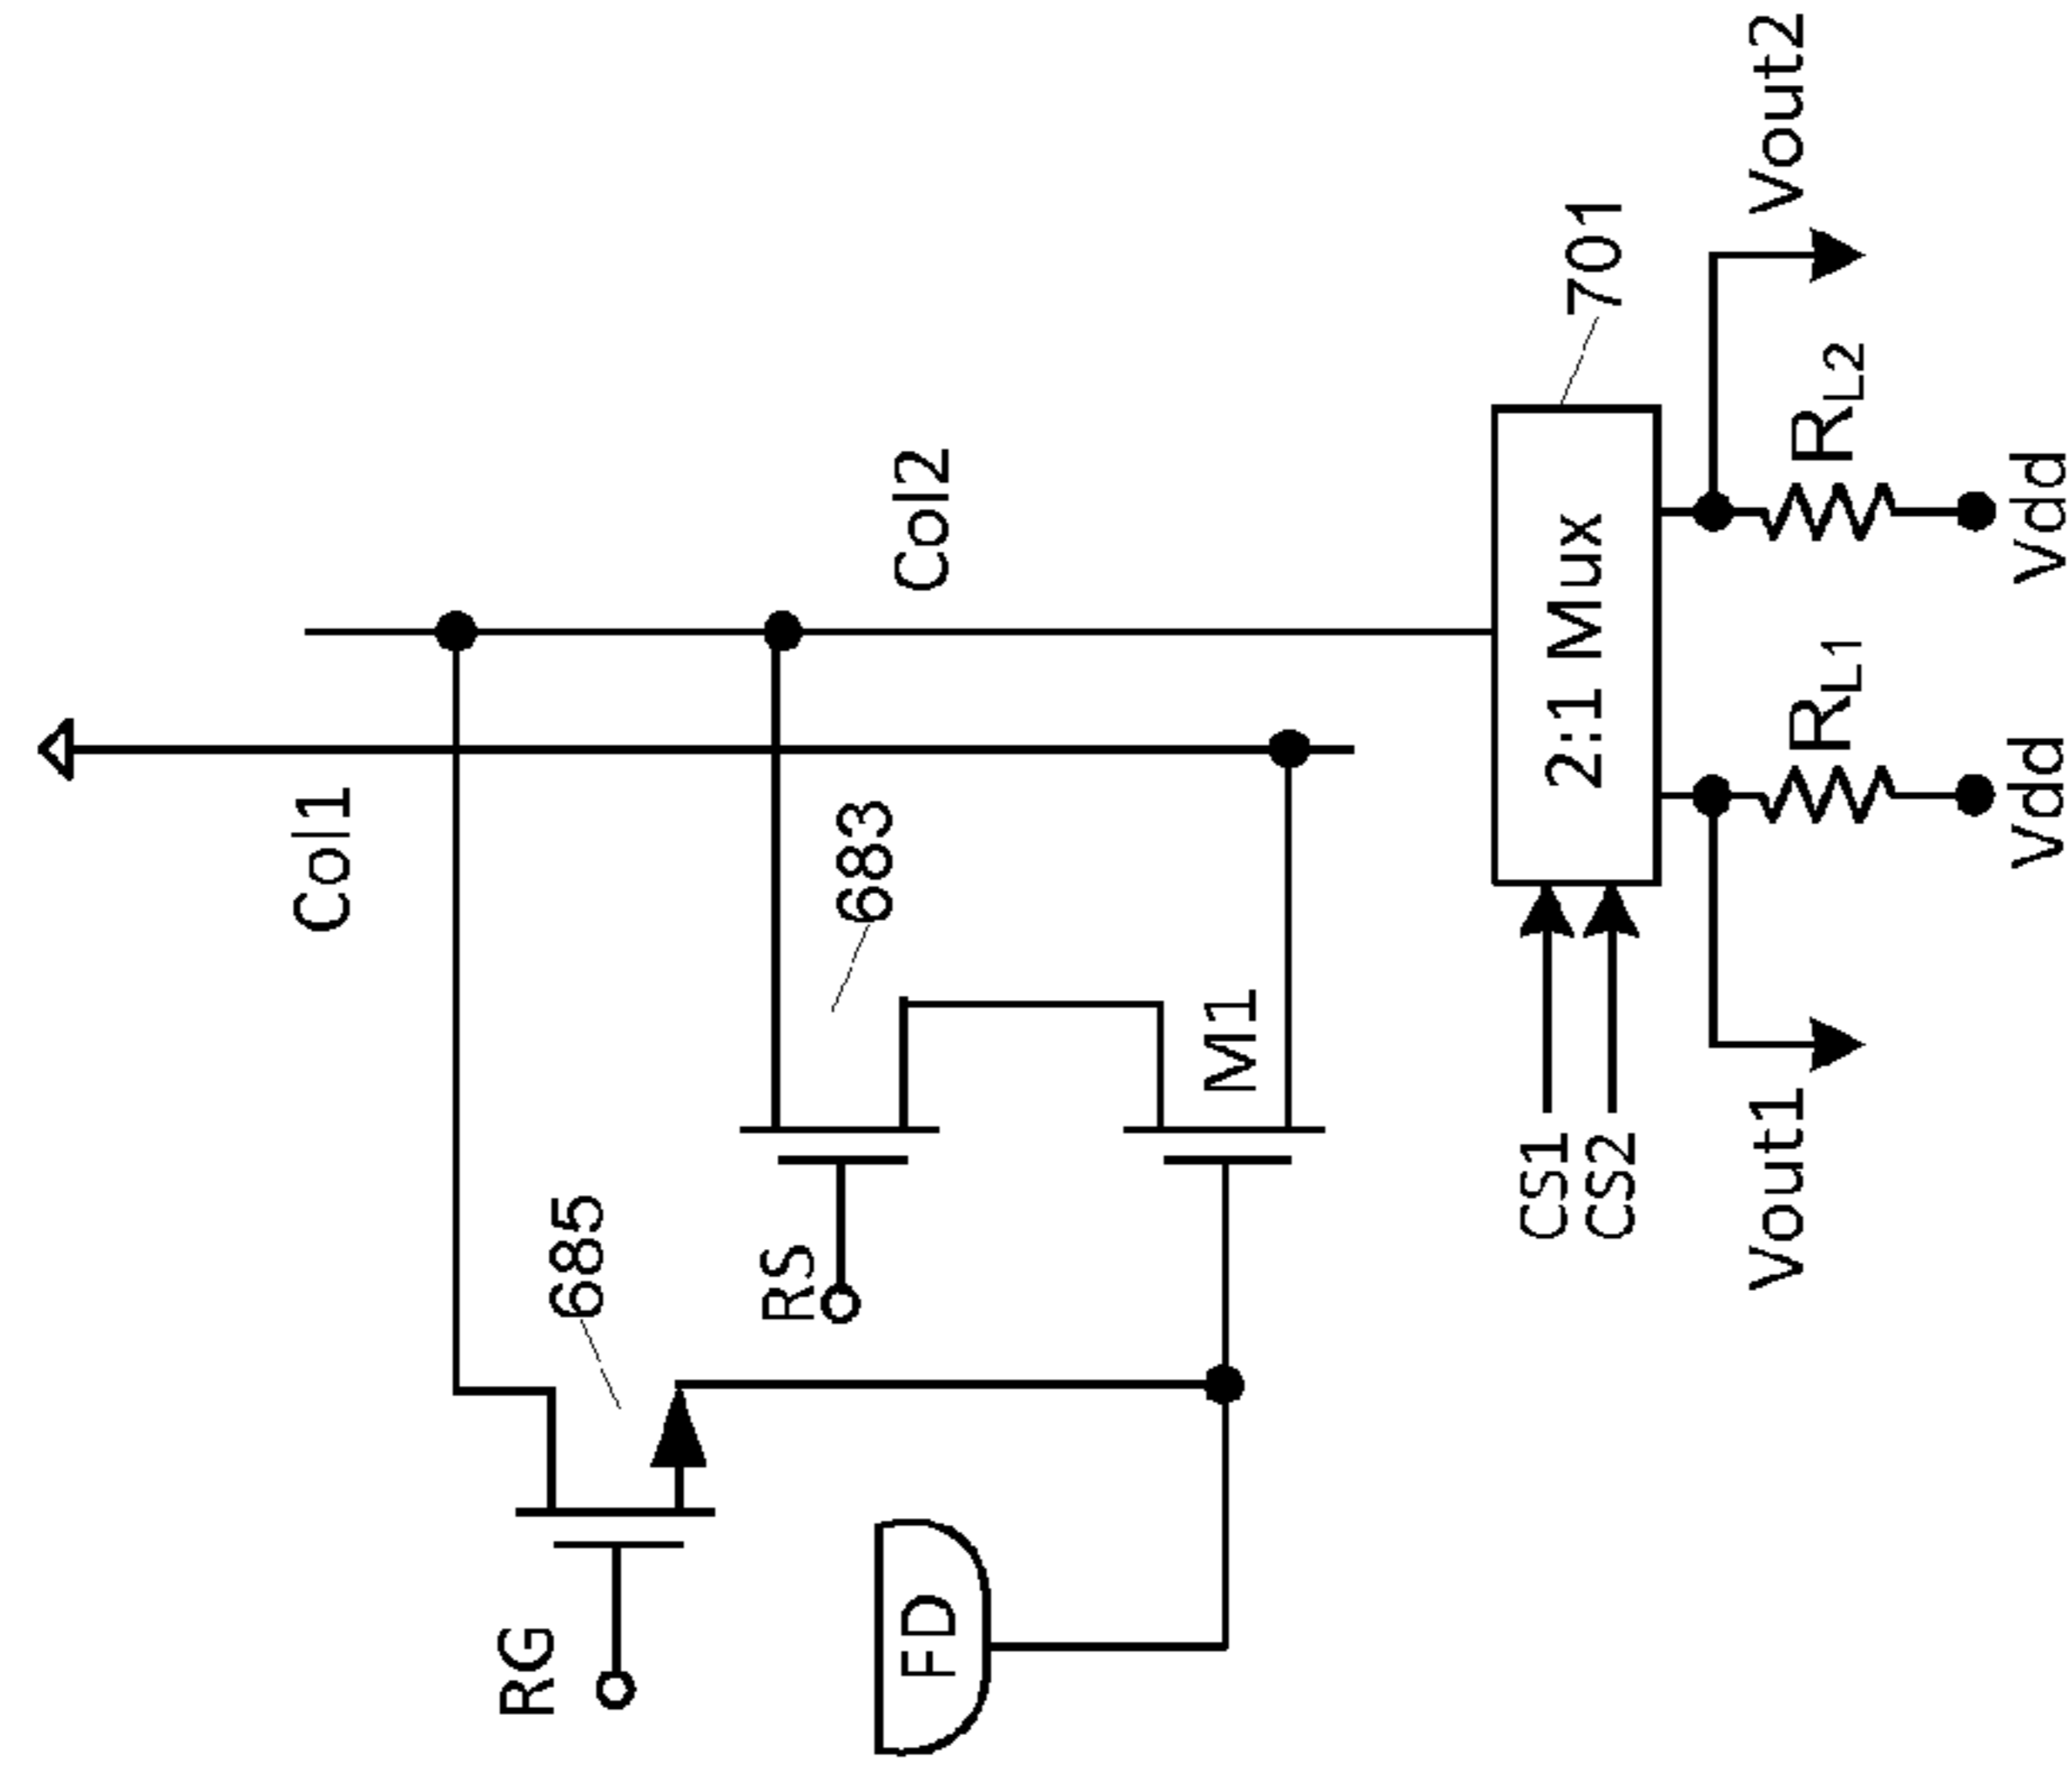 Col1
Col2
685
683
RG
RS
FD
M1
CS1
CS2
2:1 Mux
701
Vout1
Vout2
RL1
RL2
Vdd
Vdd